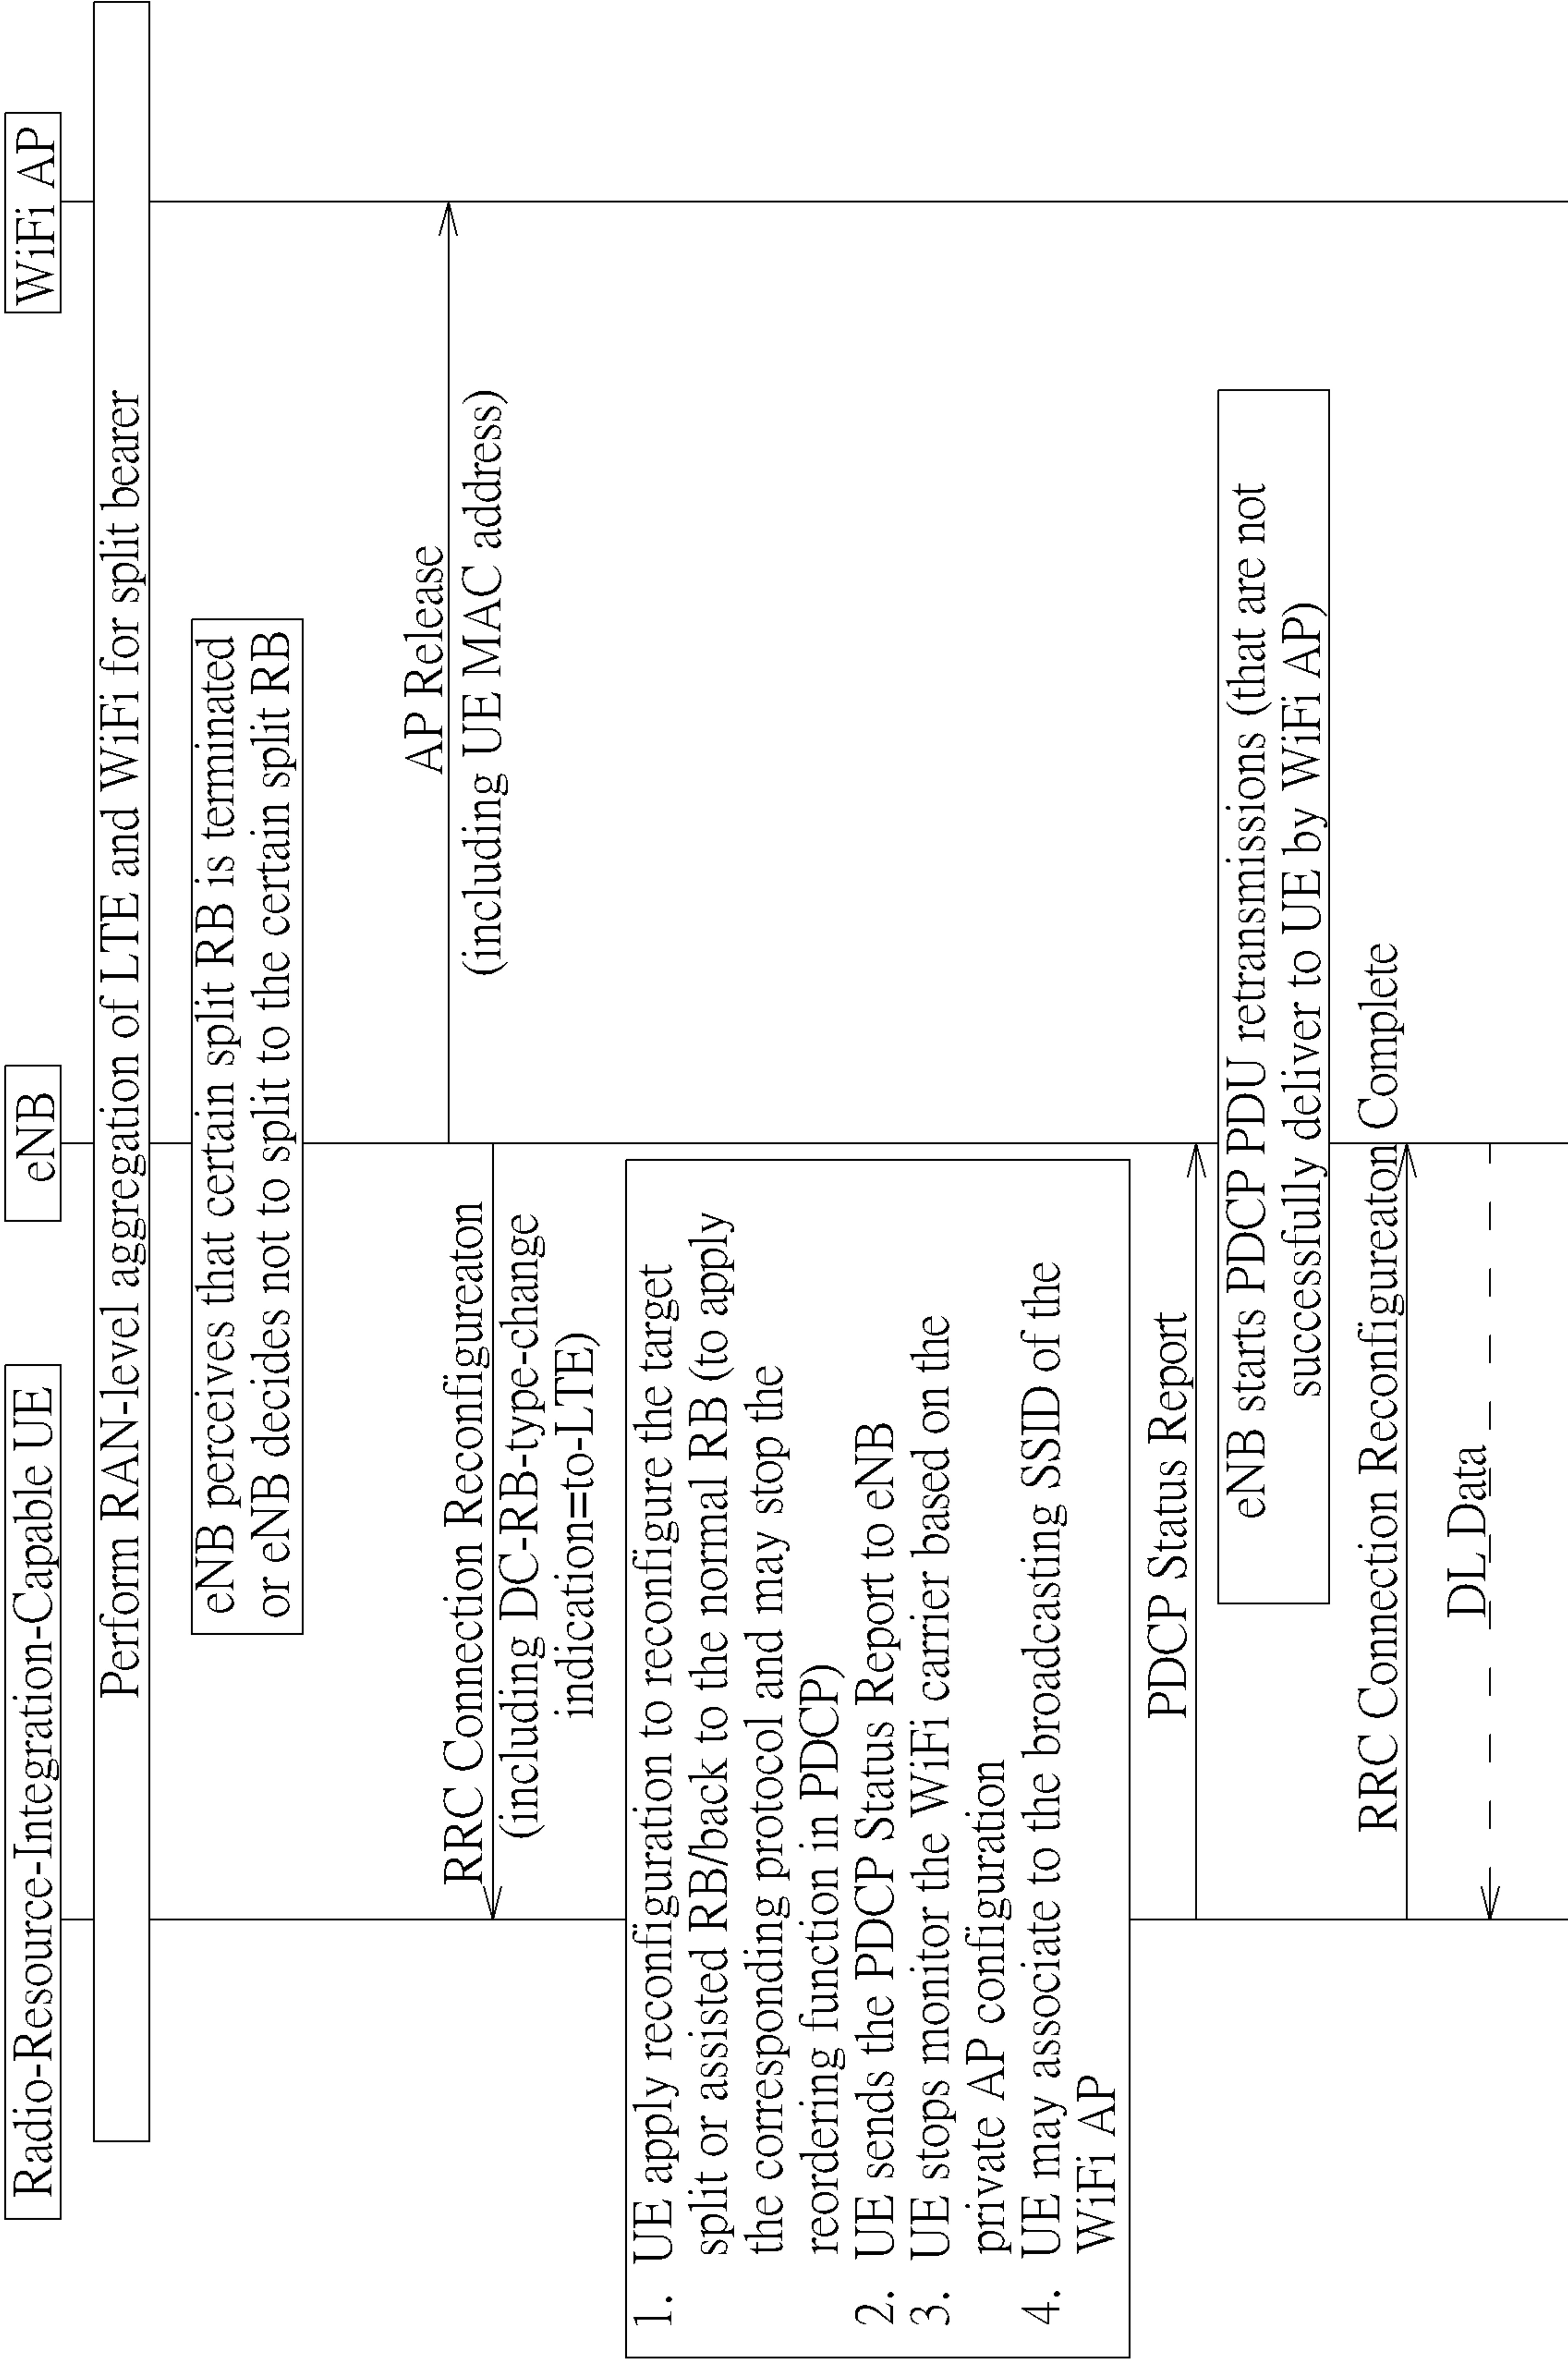 Radio-Resource-Integration-Capable UE
eNB
WiFi AP
Perform RAN-level aggregation of LTE and WiFi for split bearer
eNB perceives that certain split RB is terminated
or eNB decides not to split to the certain split RB
AP Release
(including UE MAC address)
RRC Connection Reconfigureaton
(including DC-RB-type-change
indication=to-LTE)
1. UE apply reconfiguration to reconfigure the target
split or assisted RB/back to the normal RB (to apply
the corresponding protocol and may stop the
reordering function in PDCP)
2. UE sends the PDCP Status Report to eNB
3. UE stops monitor the WiFi carrier based on the
private AP configuration
4. UE may associate to the broadcasting SSID of the
WiFi AP
PDCP Status Report
eNB starts PDCP PDU retransmissions (that are not
successfully deliver to UE by WiFi AP)
RRC Connection Reconfigureaton Complete
DL Data